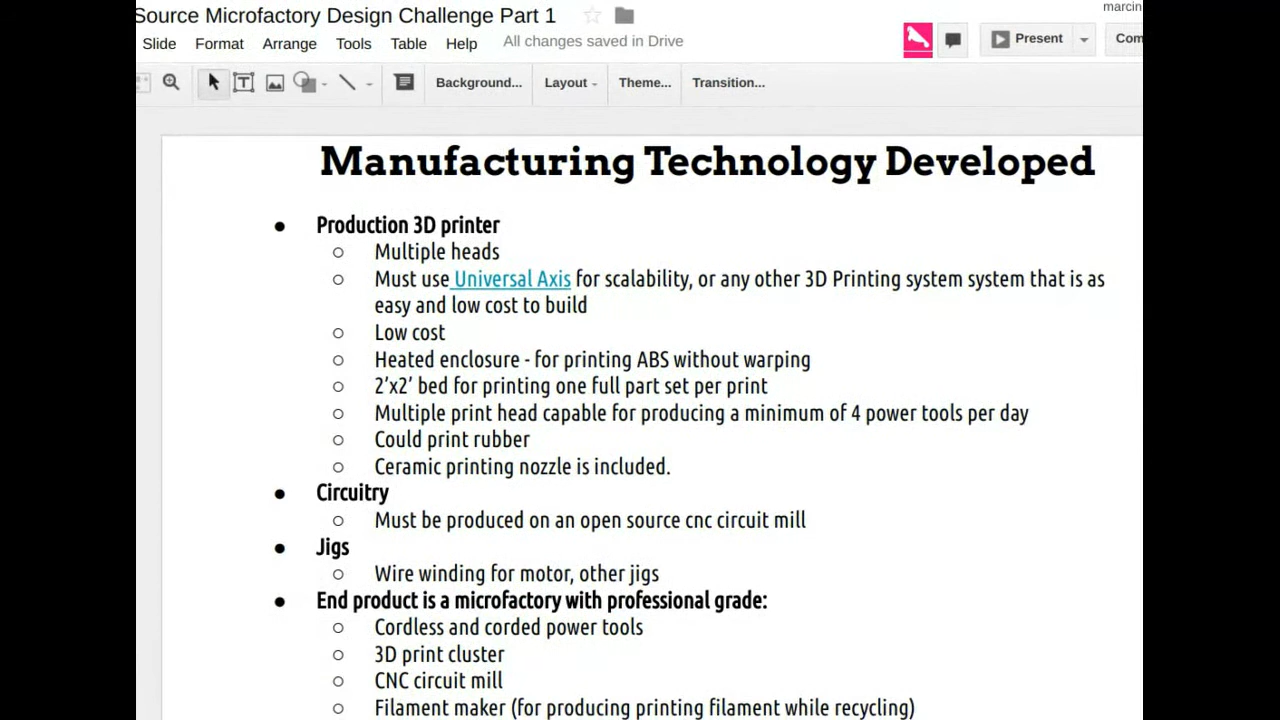 marcin
Source Microfactory Design Challenge Part 1
Slide Format Arrange Tools Table Help All changes saved in Drive Present Com
Background... Layout Theme... Transition...
Manufacturing Technology Developed
● Production 3D printer
○ Multiple heads
○ Must use Universal Axis for scalability, or any other 3D Printing system system that is as
easy and low cost to build
○ Low cost
○ Heated enclosure - for printing ABS without warping
○ 2’x2’ bed for printing one full part set per print
○ Multiple print head capable for producing a minimum of 4 power tools per day
○ Could print rubber
○ Ceramic printing nozzle is included.
● Circuitry
○ Must be produced on an open source cnc circuit mill
● Jigs
○ Wire winding for motor, other jigs
● End product is a microfactory with professional grade:
○ Cordless and corded power tools
○ 3D print cluster
○ CNC circuit mill
○ Filament maker (for producing printing filament while recycling)